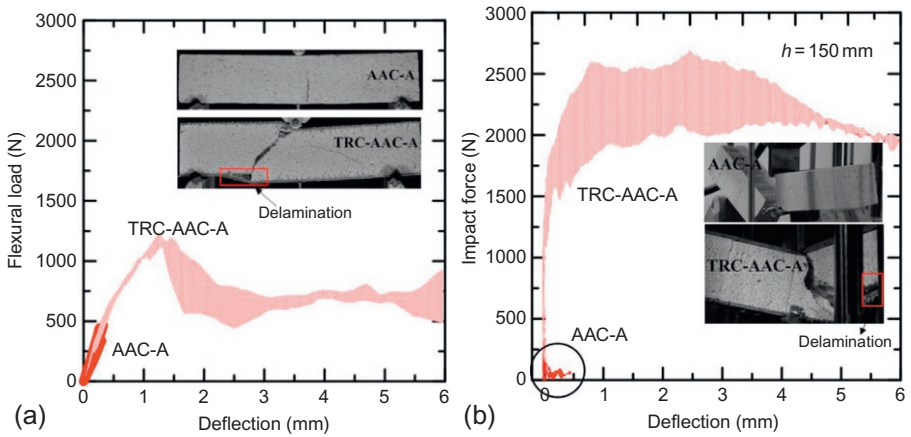 (a)
Flexural load (N)
3000
2500
2000
1500
1000
500
0
AAC-A
TRC-AAC-A
Delamination
TRC-AAC-A
AAC-A
0 1 2 3 4 5 6
Deflection (mm)
(b)
Impact force (N)
3000
2500
2000
1500
1000
500
0
h = 150 mm
TRC-AAC-A
AAC-A
TRC-AAC-A
Delamination
AAC-A
0 1 2 3 4 5 6
Deflection (mm)